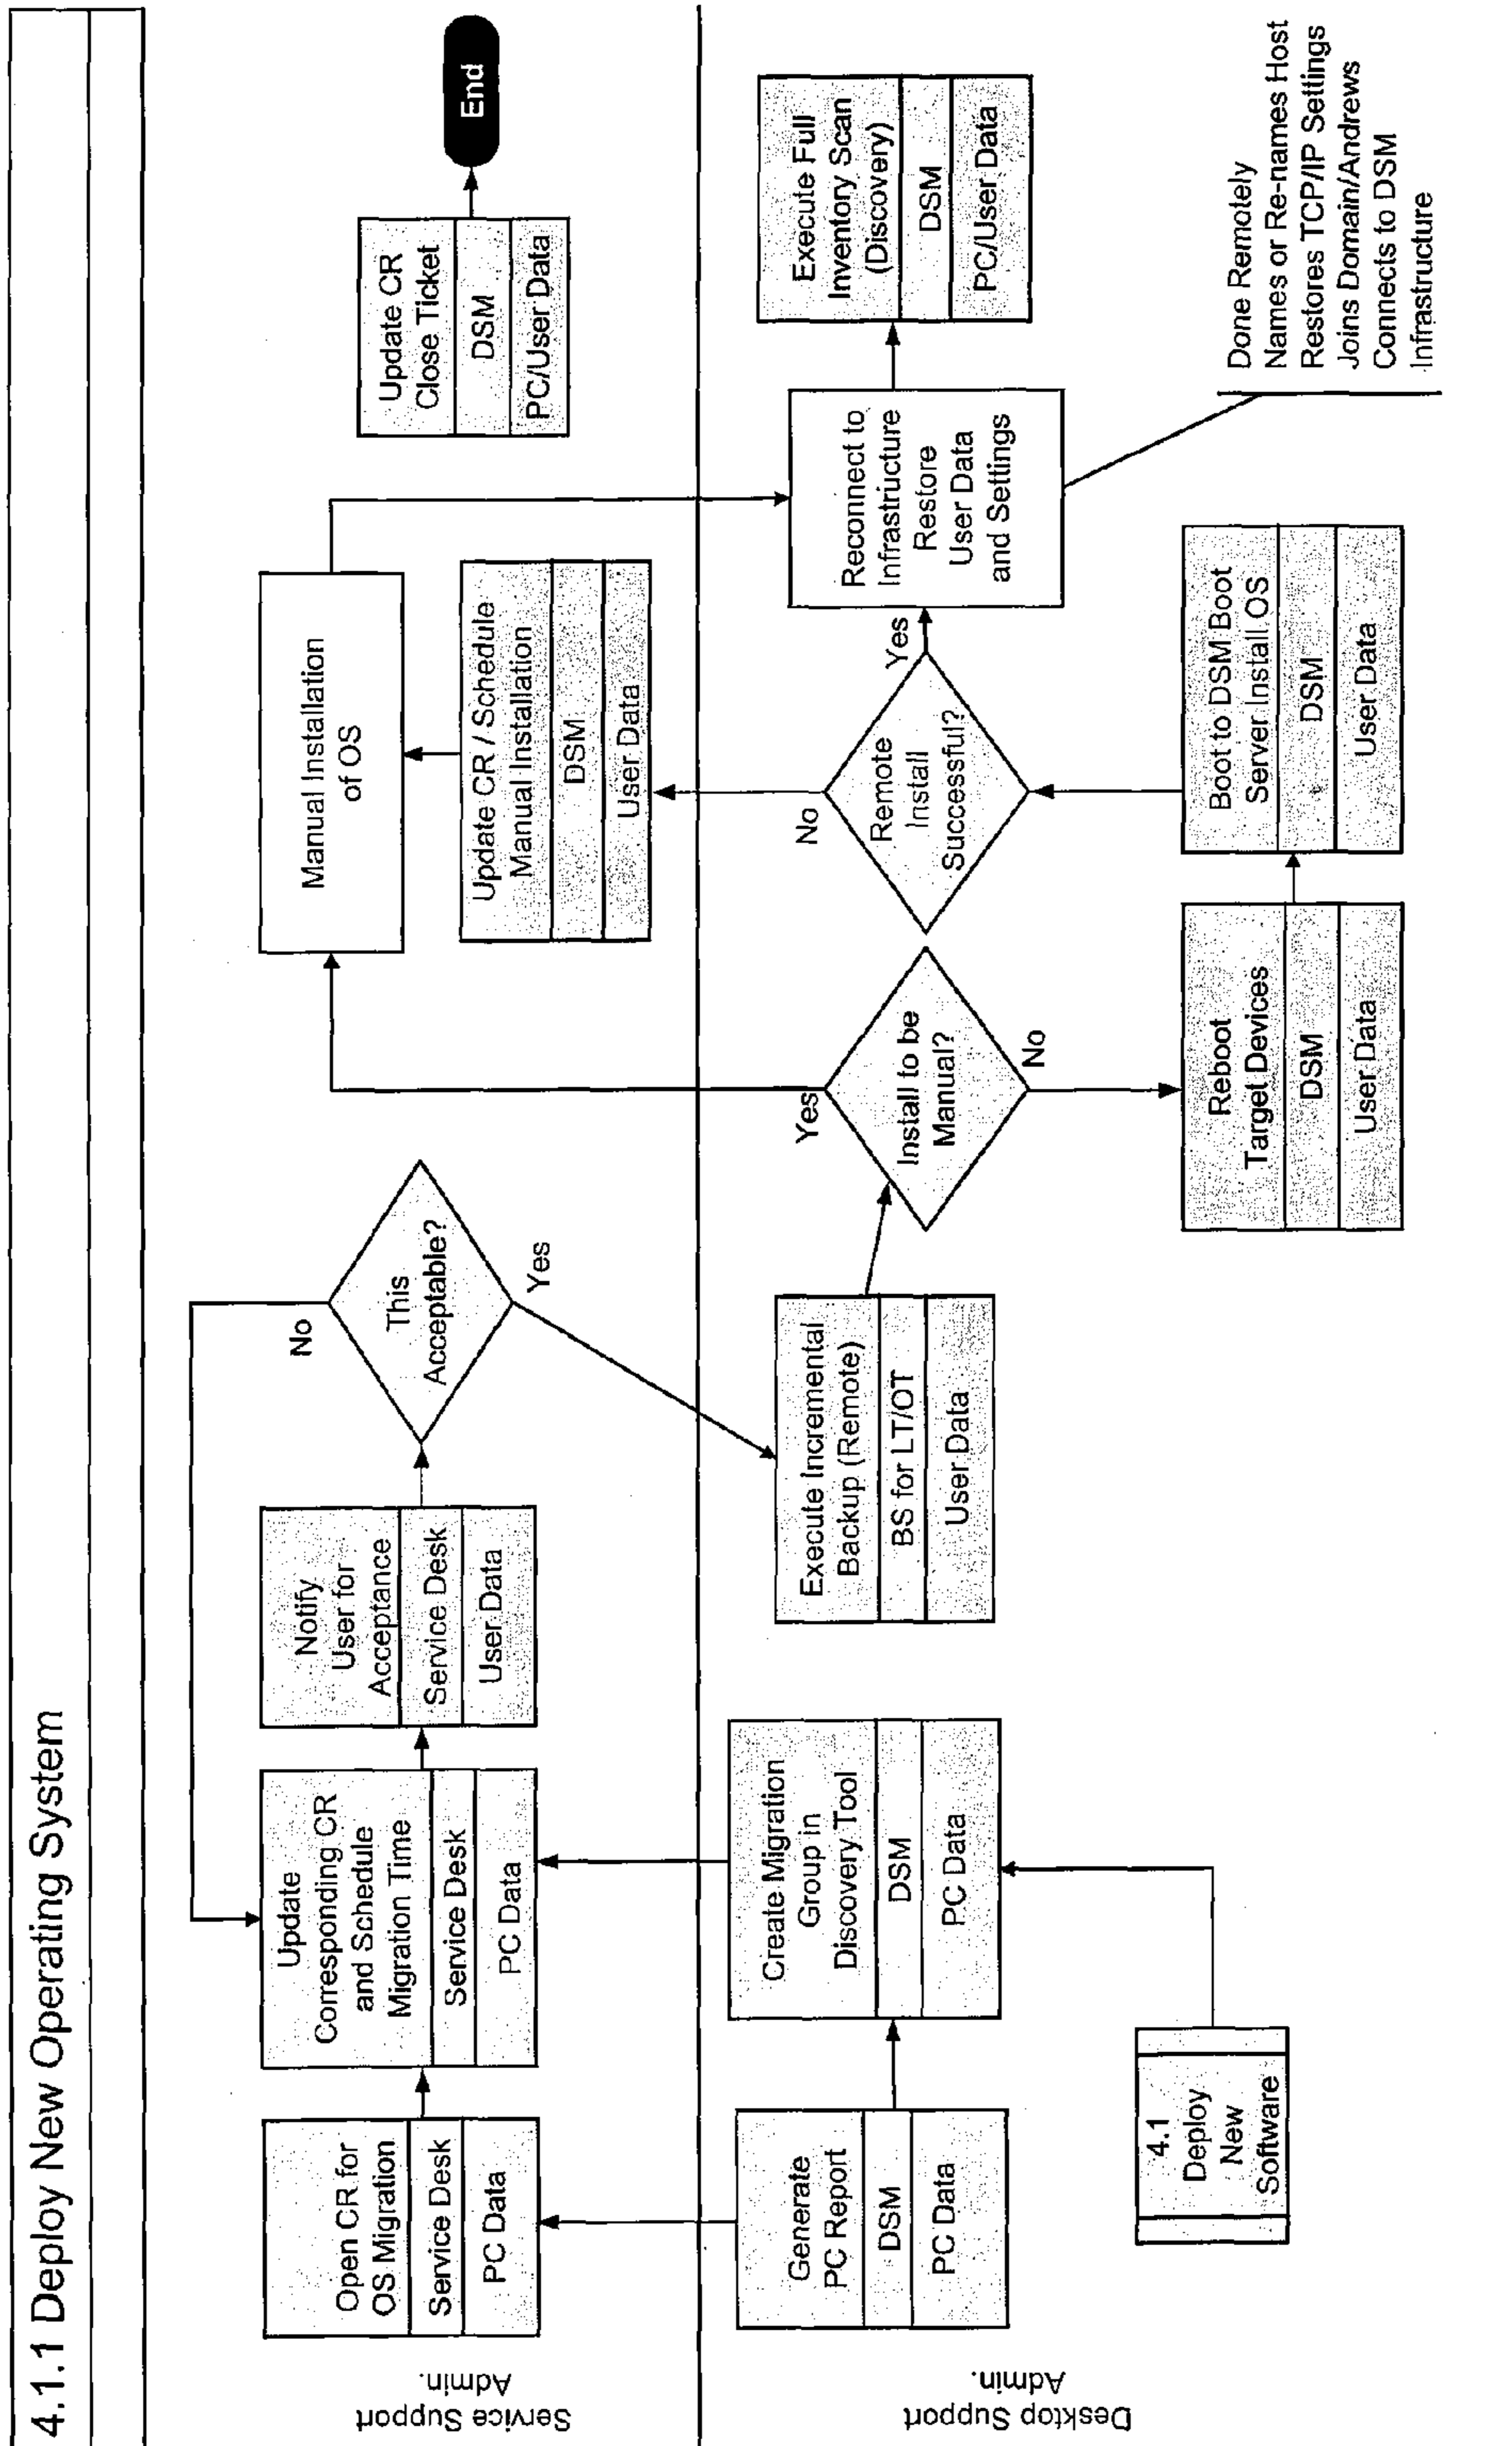 4.1.1 Deploy New Operating System
Service Support
Admin.
Open CR for
OS Migration
Service Desk
PC Data
Update
Corresponding CR
and Schedule
Migration Time
Service Desk
PC Data
Notify
User for
Acceptance
Service Desk
User Data
This
Acceptable?
No
Yes
Manual Installation
of OS
Update CR / Schedule
Manual Installation
DSM
User Data
Update CR
Close Ticket
DSM
PC/User Data
End
Desktop Support
Admin.
Generate
PC Report
DSM
PC Data
Create Migration
Group in
Discovery Tool
DSM
PC Data
4.1
Deploy
New
Software
Execute Incremental
Backup (Remote)
BS for LT/OT
User Data
Install to be
Manual?
Yes
No
Reboot
Target Devices
DSM
User Data
Boot to DSM Boot
Server Install OS
DSM
User Data
Remote
Install
Successful?
No
Yes
Reconnect to
Infrastructure
Restore
User Data
and Settings
Execute Full
Inventory Scan
(Discovery)
DSM
PC/User Data
Done Remotely
Names or Re-names Host
Restores TCP/IP Settings
Joins Domain/Andrews
Connects to DSM
Infrastructure